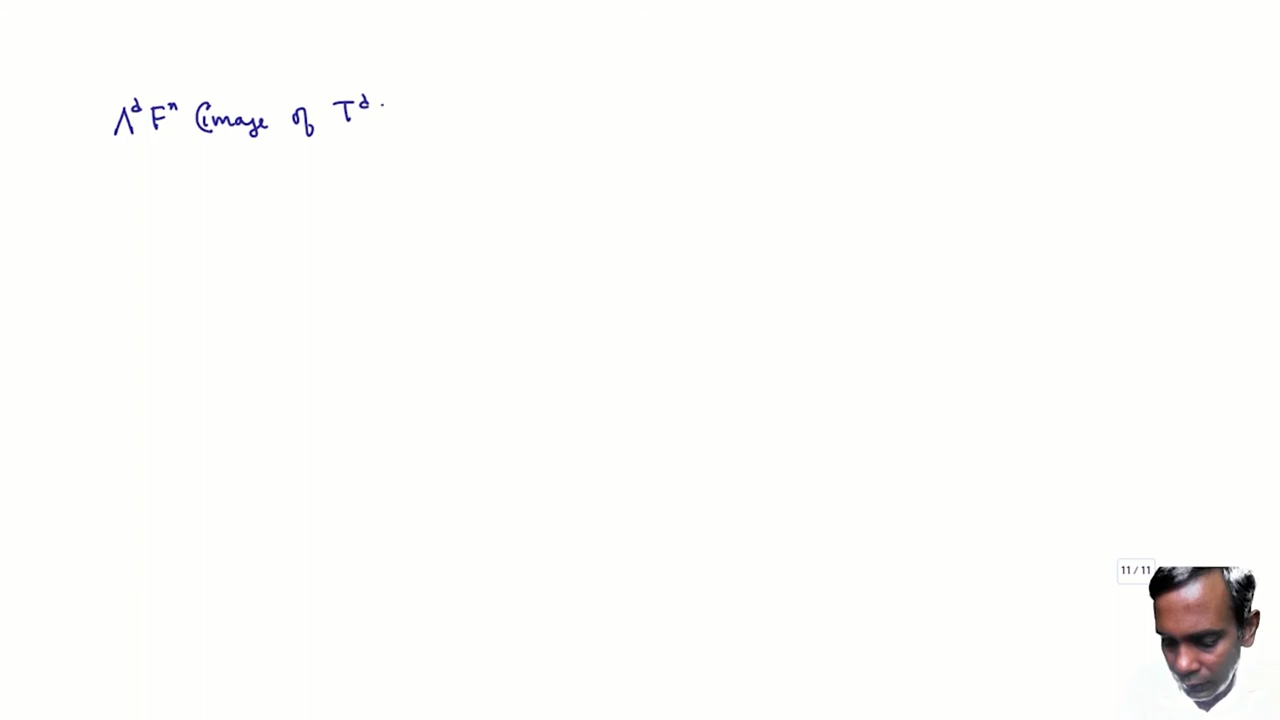 Λ^d F^n (image of T^d.
11 / 11